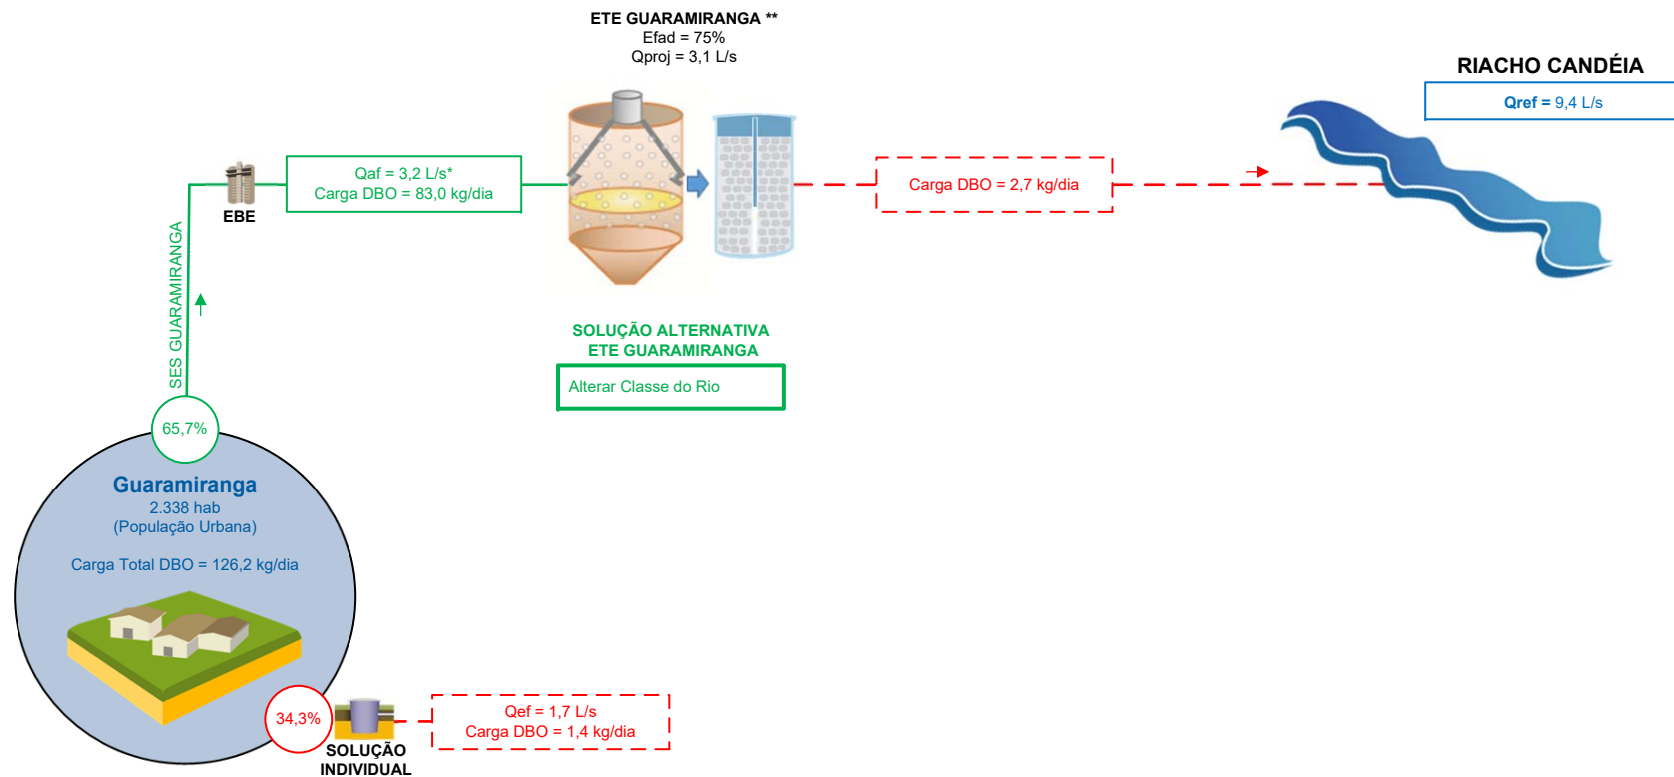 ETE GUARAMIRANGA **
Efad = 75%
Qproj = 3,1 L/s
RIACHO CANDÉIA
Qref = 9,4 L/s
Qaf = 3,2 L/s*
Carga DBO = 83,0 kg/dia
EBE
Carga DBO = 2,7 kg/dia
SES GUARAMIRANGA
SOLUÇÃO ALTERNATIVA
ETE GUARAMIRANGA
Alterar Classe do Rio
65,7%
Guaramiranga
2.338 hab
(População Urbana)
Carga Total DBO = 126,2 kg/dia
34,3%
SOLUÇÃO
INDIVIDUAL
Qef = 1,7 L/s
Carga DBO = 1,4 kg/dia